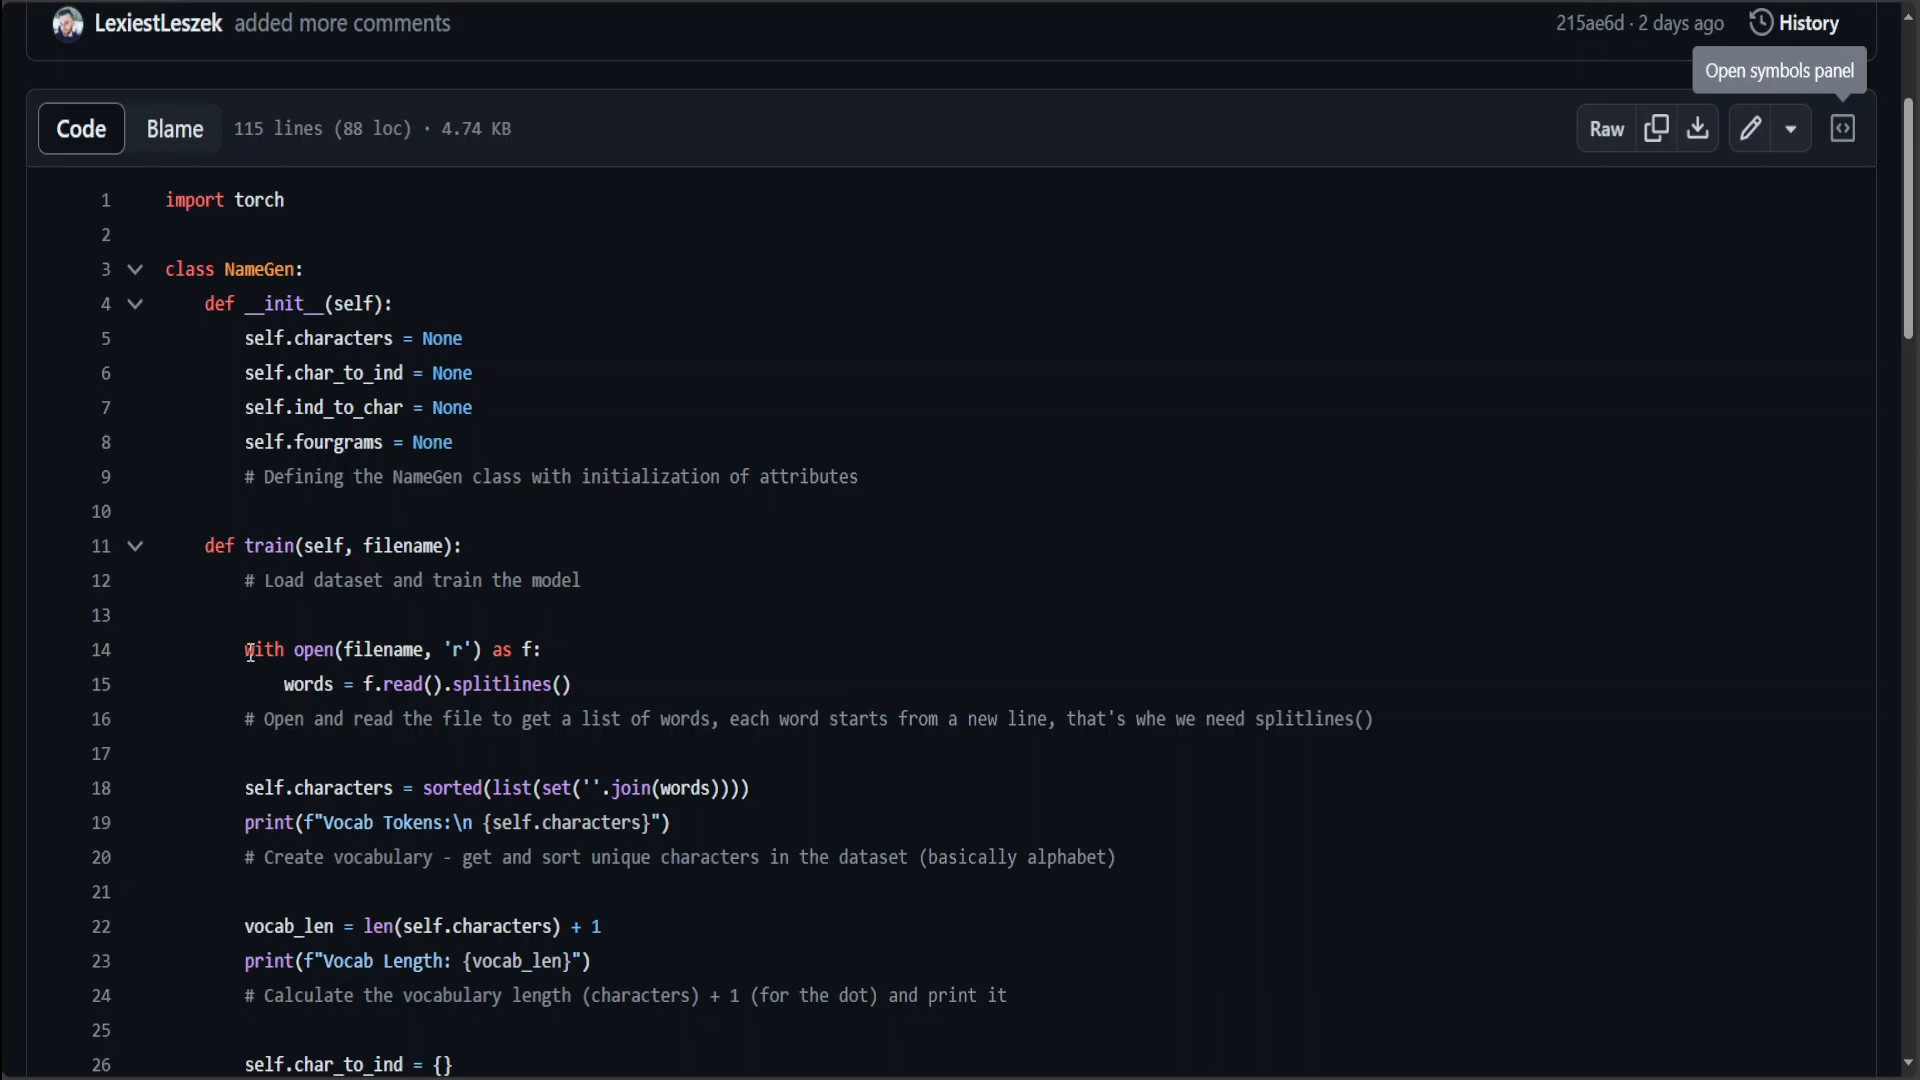 LexiestLeszek added more comments 215ae6d · 2 days ago History
Open symbols panel
Code Blame 115 lines (88 loc) · 4.74 KB Raw
1 import torch
2
3 class NameGen:
4 def __init__(self):
5 self.characters = None
6 self.char_to_ind = None
7 self.ind_to_char = None
8 self.fourgrams = None
9 # Defining the NameGen class with initialization of attributes
10
11 def train(self, filename):
12 # Load dataset and train the model
13
14 with open(filename, 'r') as f:
15 words = f.read().splitlines()
16 # Open and read the file to get a list of words, each word starts from a new line, that's whe we need splitlines()
17
18 self.characters = sorted(list(set(''.join(words))))
19 print(f"Vocab Tokens:\n {self.characters}")
20 # Create vocabulary - get and sort unique characters in the dataset (basically alphabet)
21
22 vocab_len = len(self.characters) + 1
23 print(f"Vocab Length: {vocab_len}")
24 # Calculate the vocabulary length (characters) + 1 (for the dot) and print it
25
26 self.char_to_ind = {}